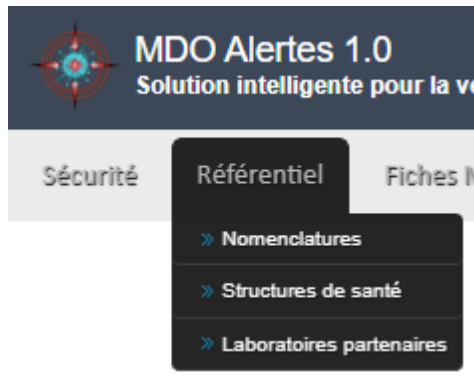 MDO Alertes 1.0
Solution intelligente pour la
Sécurité Référentiel Fiches
» Nomenclatures
» Structures de santé
» Laboratoires partenaires